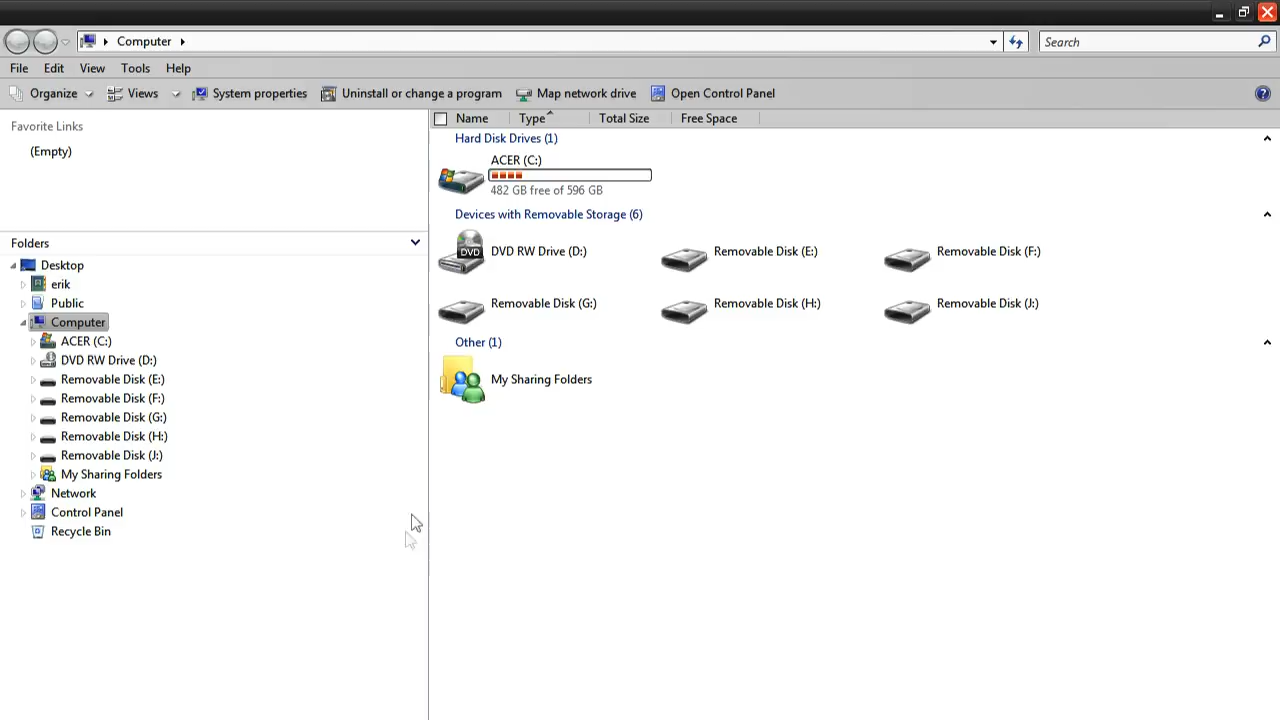 Computer
Search
File Edit View Tools Help
Organize Views System properties Uninstall or change a program Map network drive Open Control Panel
Favorite Links
(Empty)
Folders
Desktop
erik
Public
Computer
ACER (C:)
DVD RW Drive (D:)
Removable Disk (E:)
Removable Disk (F:)
Removable Disk (G:)
Removable Disk (H:)
Removable Disk (J:)
My Sharing Folders
Network
Control Panel
Recycle Bin
Name Type Total Size Free Space
Hard Disk Drives (1)
ACER (C:)
482 GB free of 596 GB
Devices with Removable Storage (6)
DVD
DVD RW Drive (D:) Removable Disk (E:) Removable Disk (F:)
Removable Disk (G:) Removable Disk (H:) Removable Disk (J:)
Other (1)
My Sharing Folders